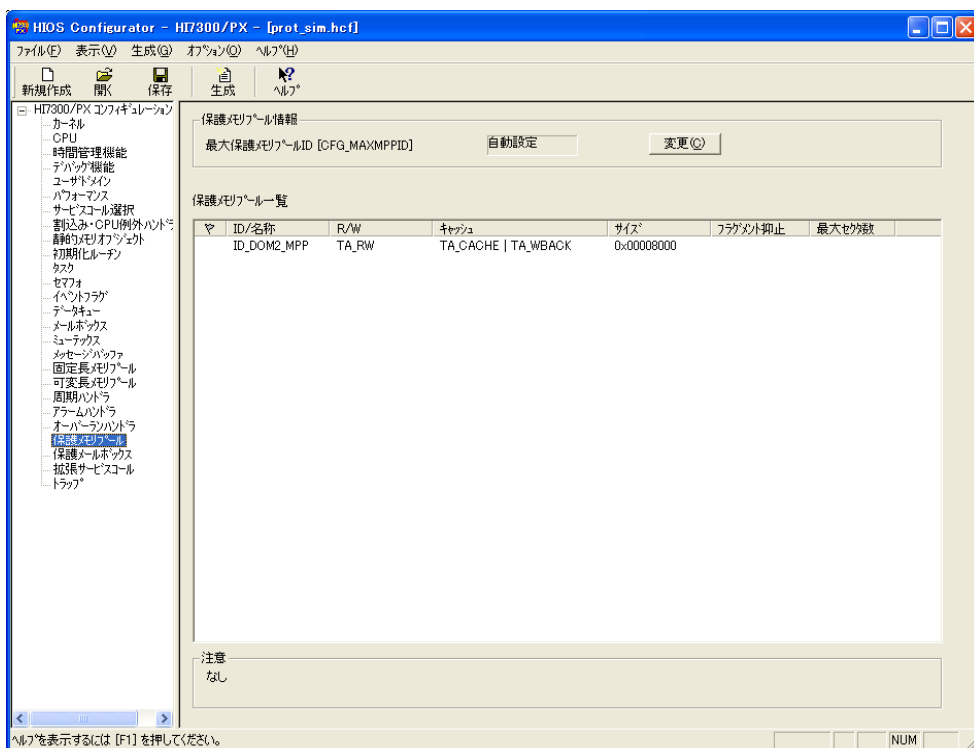 HIOS Configurator - HI7300/PX - [prot_sim.hcf]
ファイル(F) 表示(V) 生成(G) オプション(O) ヘルプ(H)
新規作成 開く 保存 生成 ヘルプ
HI7300/PX コンフィギュレーション
カーネル
CPU
時間管理機能
デバッグ機能
ユーザドメイン
パフォーマンス
サービスコール選択
割込み・CPU例外ハンドラ
静的メモリオブジェクト
初期化ルーチン
タスク
セマフォ
イベントフラグ
データキュー
メールボックス
ミューテックス
メッセージバッファ
固定長メモリプール
可変長メモリプール
周期ハンドラ
アラームハンドラ
オーバーランハンドラ
保護メモリプール
保護メールボックス
拡張サービスコール
トラップ
保護メモリプール情報
最大保護メモリプールID [CFG_MAXMPPID] 自動設定 変更(C)
保護メモリプール一覧
ID/名称 R/W キャッシュ サイズ フラグメント抑止 最大セクタ数
ID_DOM2_MPP TA_RW TA_CACHE | TA_WBACK 0x00008000
注意
なし
ヘルプを表示するには [F1] を押してください。
NUM